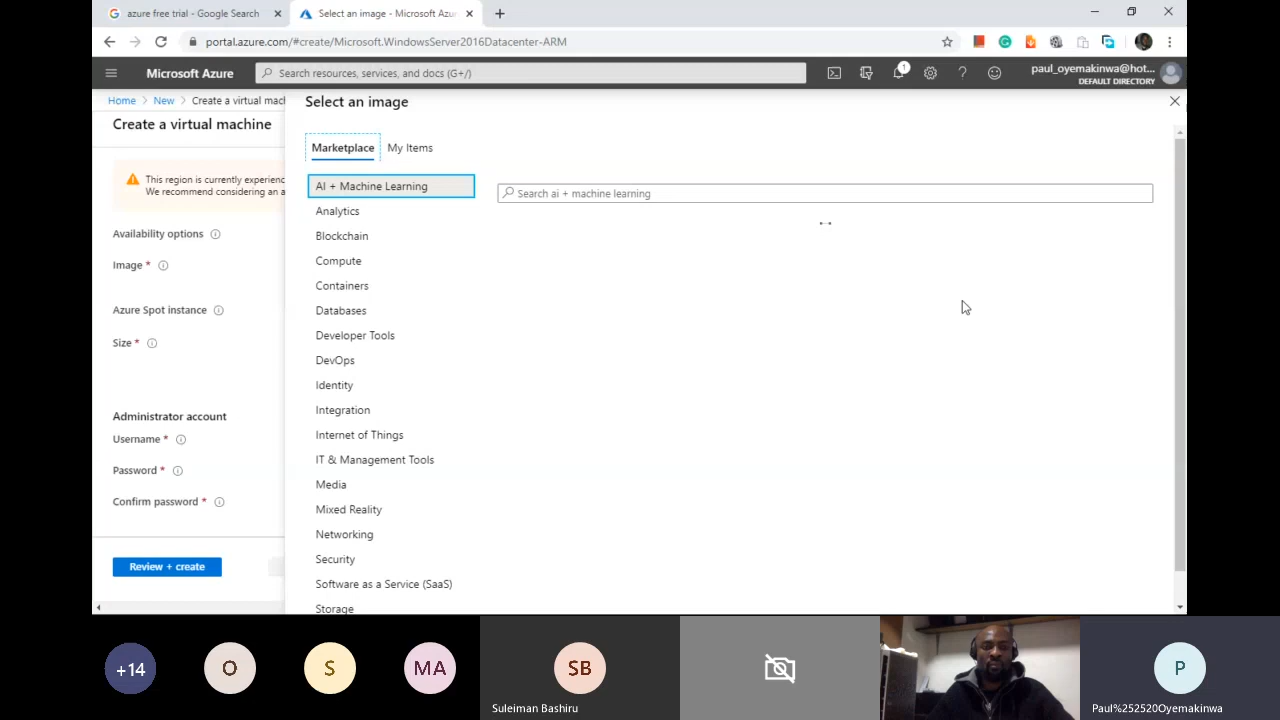 azure free trial - Google Search
Select an image - Microsoft Azu
portal.azure.com/#create/Microsoft.WindowsServer2016Datacenter-ARM
Microsoft Azure
Search resources, services, and docs (G+/)
1
paul_oyemakinwa@hot...
DEFAULT DIRECTORY
Home > New > Create a virtual mach
Create a virtual machine
This region is currently experienc
We recommend considering an a
Availability options
Image *
Azure Spot instance
Size *
Administrator account
Username *
Password *
Confirm password *
Review + create
Select an image
Marketplace
My Items
AI + Machine Learning
Search ai + machine learning
Analytics
Blockchain
Compute
Containers
Databases
Developer Tools
DevOps
Identity
Integration
Internet of Things
IT & Management Tools
Media
Mixed Reality
Networking
Security
Software as a Service (SaaS)
Storage
+14
O
S
MA
SB
Suleiman Bashiru
P
Paul%252520Oyemakinwa